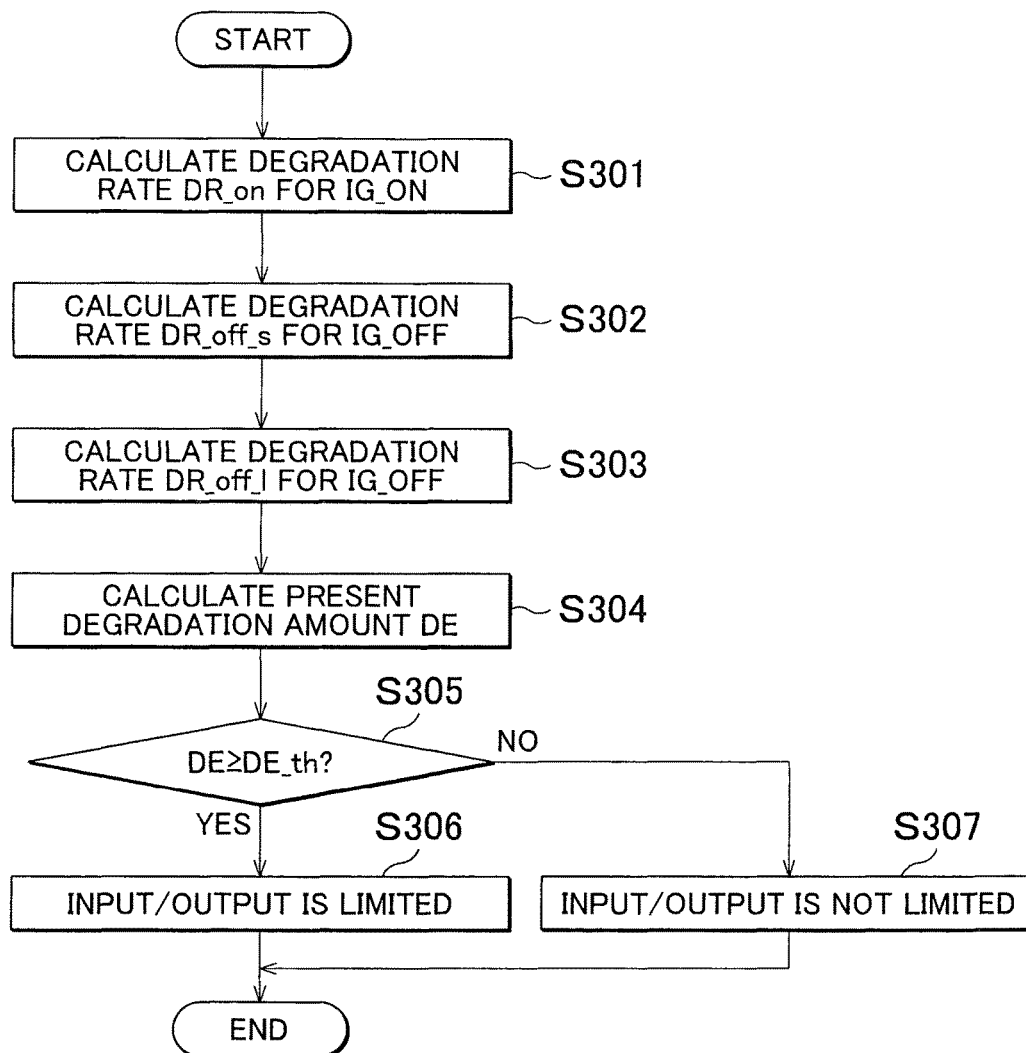 START
CALCULATE DEGRADATION
RATE DR_on FOR IG_ON
S301
CALCULATE DEGRADATION
RATE DR_off_s FOR IG_OFF
S302
CALCULATE DEGRADATION
RATE DR_off_l FOR IG_OFF
S303
CALCULATE PRESENT
DEGRADATION AMOUNT DE
S304
S305
DE≥DE_th?
NO
YES
S306
S307
INPUT/OUTPUT IS LIMITED
INPUT/OUTPUT IS NOT LIMITED
END